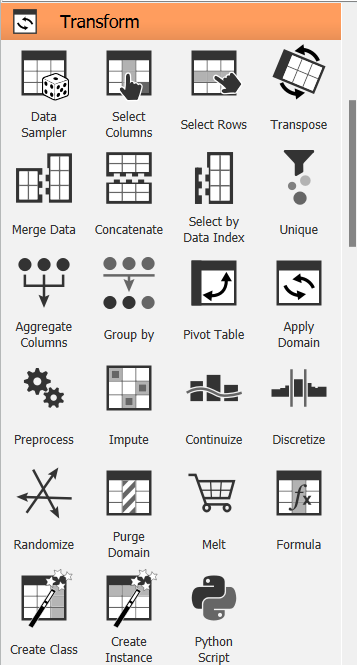 Transform
Data
Sampler
Select
Columns
Select Rows
Transpose
Merge Data
Concatenate
Select by
Data Index
Unique
Aggregate
Columns
Group by
Pivot Table
Apply
Domain
Preprocess
Impute
Continuize
Discretize
Randomize
Purge
Domain
Melt
fx
Formula
Create Class
Create
Instance
Python
Script